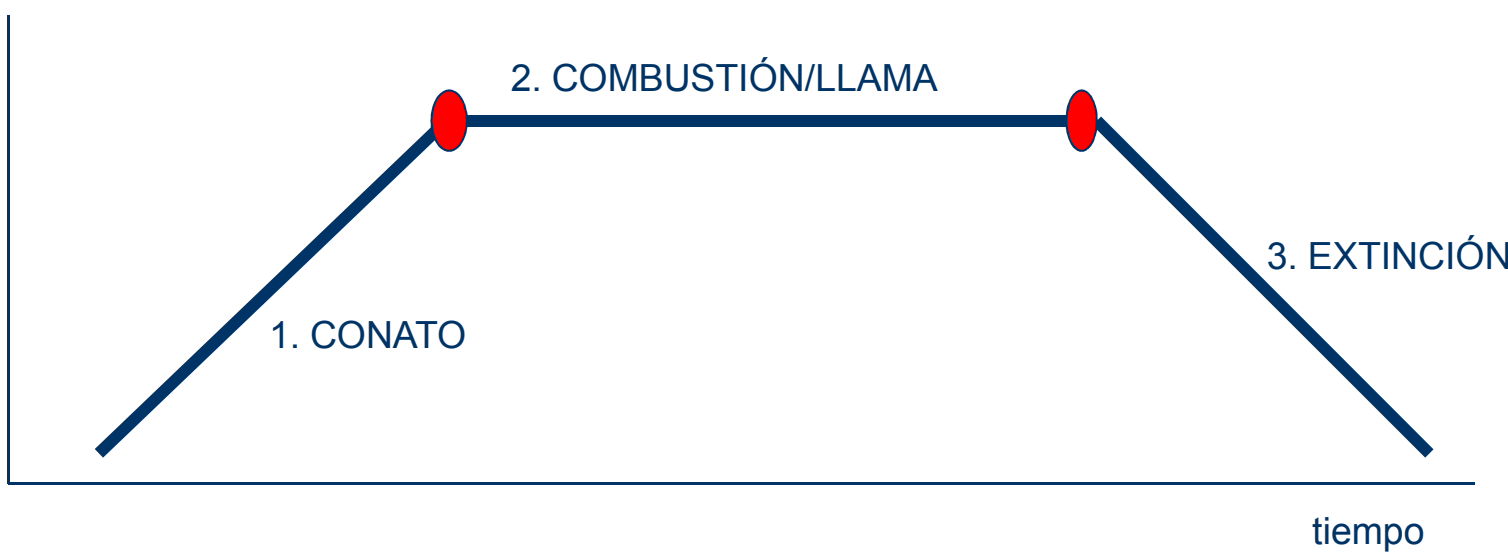 2. COMBUSTIÓN/LLAMA
3. EXTINCIÓN
1. CONATO
tiempo